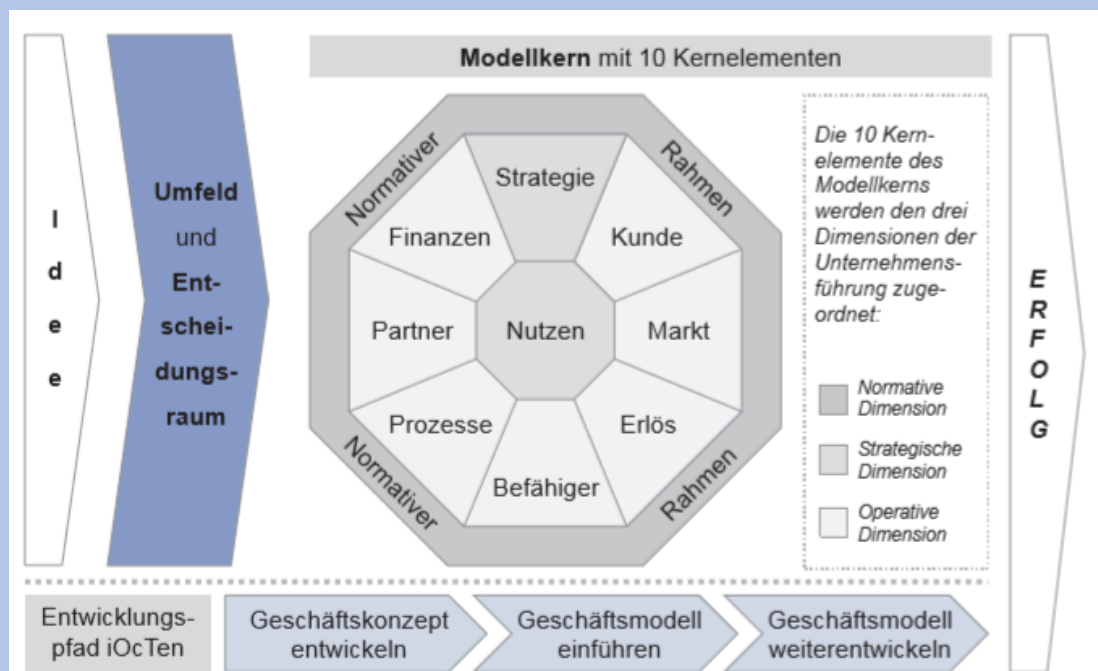 Idee
Umfeld
und
Ent-
schei-
dungs-
raum
Modellkern mit 10 Kernelementen
Normativer
Rahmen
Strategie
Finanzen
Kunde
Partner
Nutzen
Markt
Prozesse
Erlös
Befähiger
Normativer
Rahmen
Die 10 Kern-
elemente des
Modellkerns
werden den drei
Dimensionen der
Unternehmens-
führung zuge-
ordnet:
Normative
Dimension
Strategische
Dimension
Operative
Dimension
ERFOLG
Entwicklungs-
pfad iOcTen
Geschäftskonzept
entwickeln
Geschäftsmodell
einführen
Geschäftsmodell
weiterentwickeln